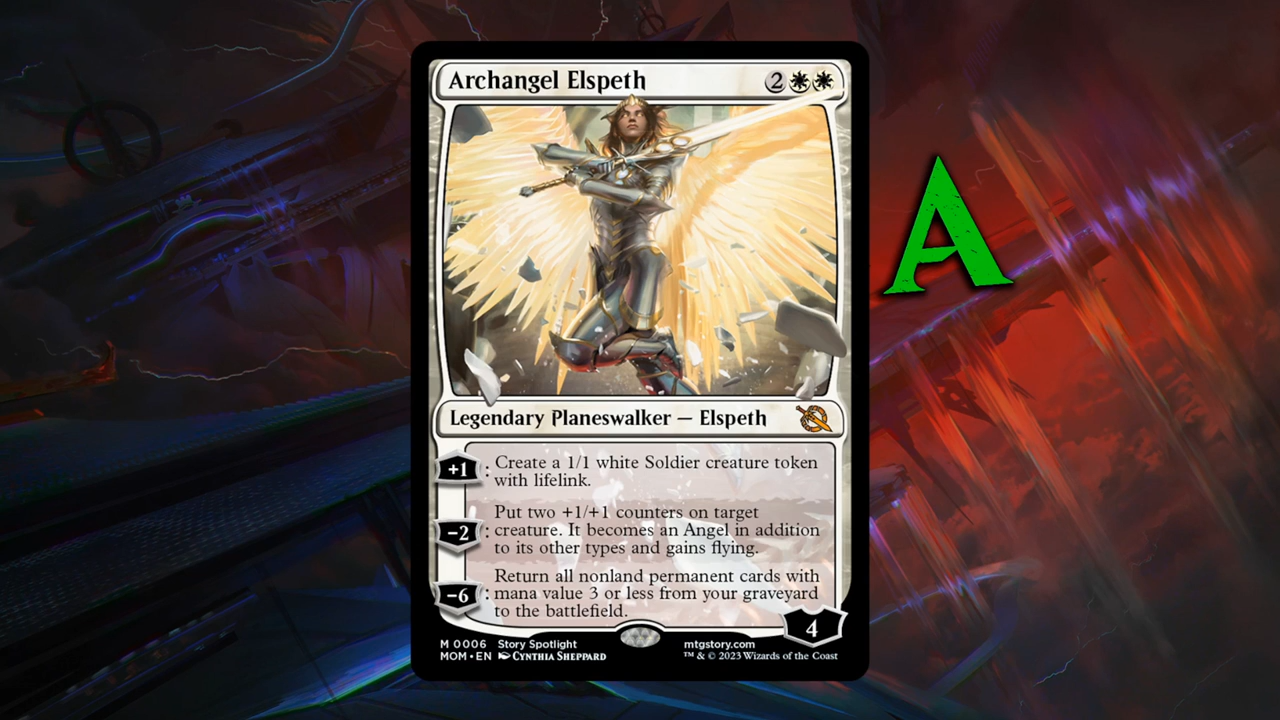 Archangel Elspeth 2
A
Legendary Planeswalker — Elspeth
+1 : Create a 1/1 white Soldier creature token
with lifelink.
Put two +1/+1 counters on target
−2 : creature. It becomes an Angel in addition
to its other types and gains flying.
Return all nonland permanent cards with
−6 : mana value 3 or less from your graveyard
to the battlefield.
4
M 0006 Story Spotlight
MOM • EN Cynthia Sheppard
mtgstory.com
™ & © 2023 Wizards of the Coast